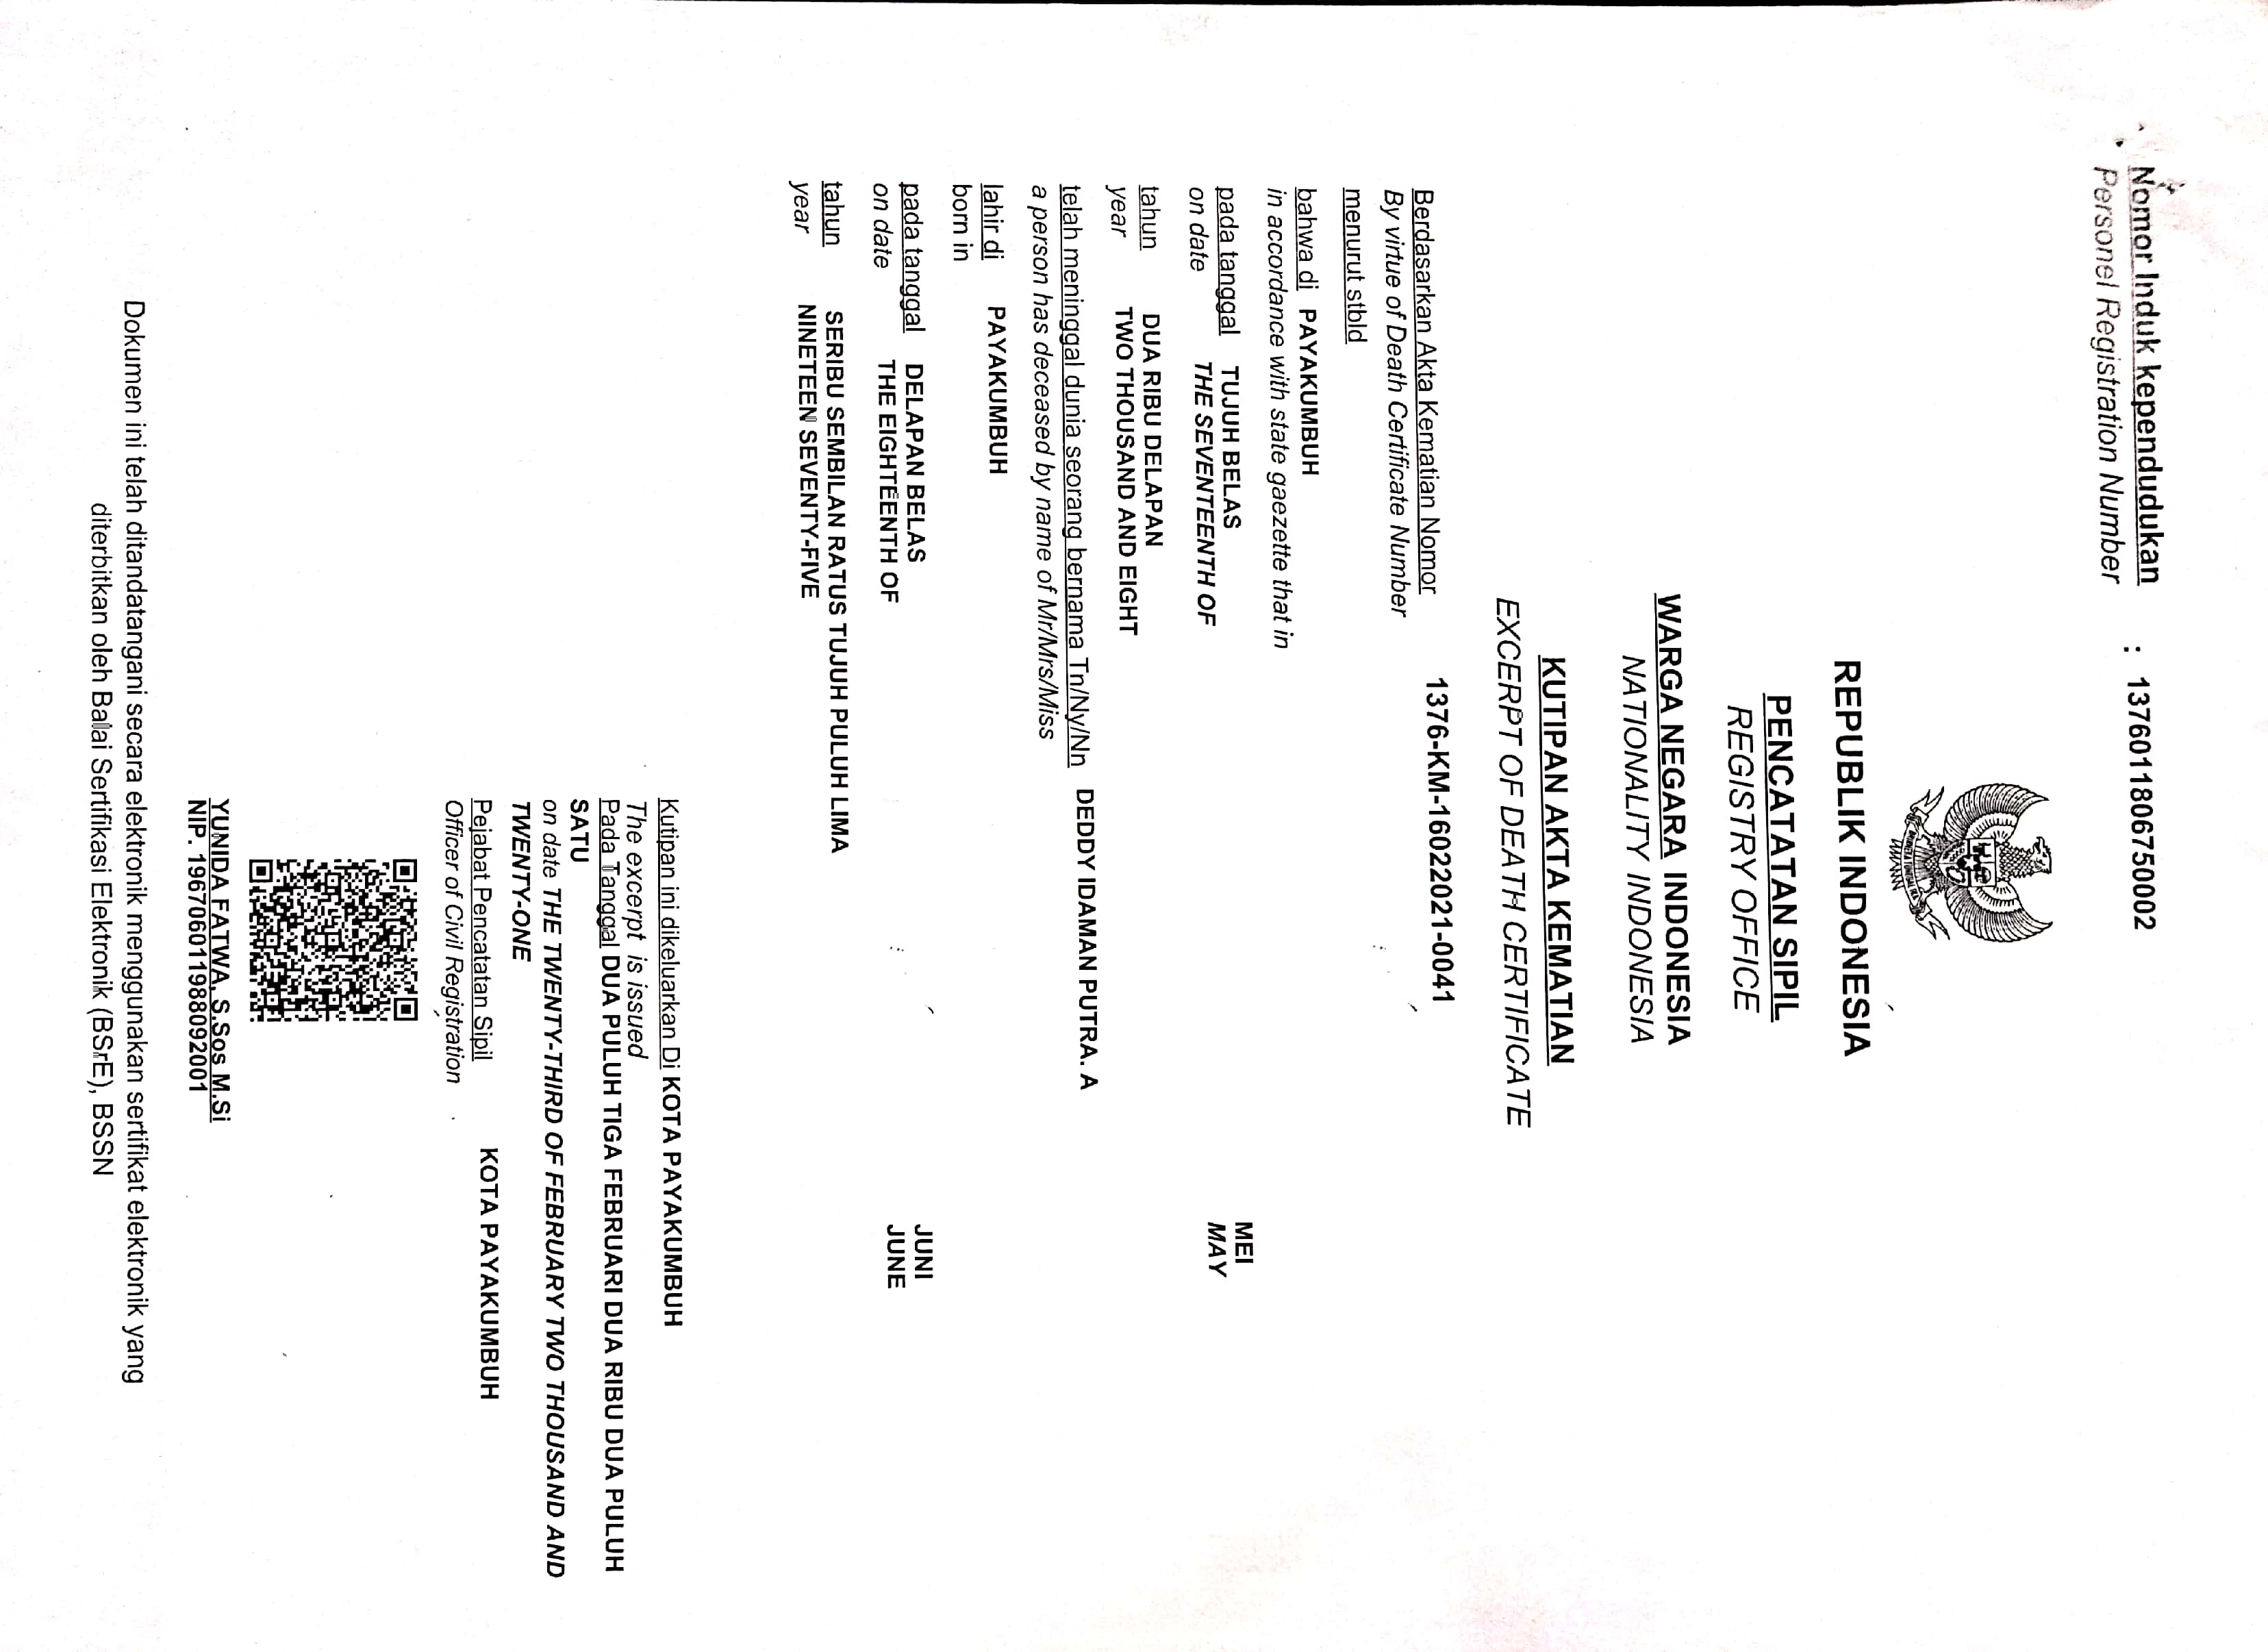 Nomor Induk kependudukan : 1376011806750002
Personel Registration Number
BHINNEKA TUNGGAL IKA
REPUBLIK INDONESIA
PENCATATAN SIPIL
REGISTRY OFFICE
WARGA NEGARA INDONESIA
NATIONALITY INDONESIA
KUTIPAN AKTA KEMATIAN
EXCERPT OF DEATH CERTIFICATE
Berdasarkan Akta Kematian Nomor 1376-KM-16022021-0041
By virtue of Death Certificate Number
menurut stbld
bahwa di PAYAKUMBUH
in accordance with state gaezette that in
pada tanggal TUJUH BELAS MEI
on date THE SEVENTEENTH OF MAY
tahun DUA RIBU DELAPAN
year TWO THOUSAND AND EIGHT
telah meninggal dunia seorang bernama Tn/Ny/Nn DEDDY IDAMAN PUTRA. A
a person has deceased by name of Mr/Mrs/Miss
lahir di PAYAKUMBUH
born in
pada tanggal DELAPAN BELAS JUNI
on date THE EIGHTEENTH OF JUNE
tahun SERIBU SEMBILAN RATUS TUJUH PULUH LIMA
year NINETEEN SEVENTY-FIVE
Kutipan ini dikeluarkan Di KOTA PAYAKUMBUH
The excerpt is issued
Pada Tanggal DUA PULUH TIGA FEBRUARI DUA RIBU DUA PULUH
SATU
on date THE TWENTY-THIRD OF FEBRUARY TWO THOUSAND AND
TWENTY-ONE
Pejabat Pencatatan Sipil KOTA PAYAKUMBUH
Officer of Civil Registration
YUNIDA FATWA, S.Sos M.Si
NIP. 196706011988092001
Dokumen ini telah ditandatangani secara elektronik menggunakan sertifikat elektronik yang
diterbitkan oleh Balai Sertifikasi Elektronik (BSrE), BSSN